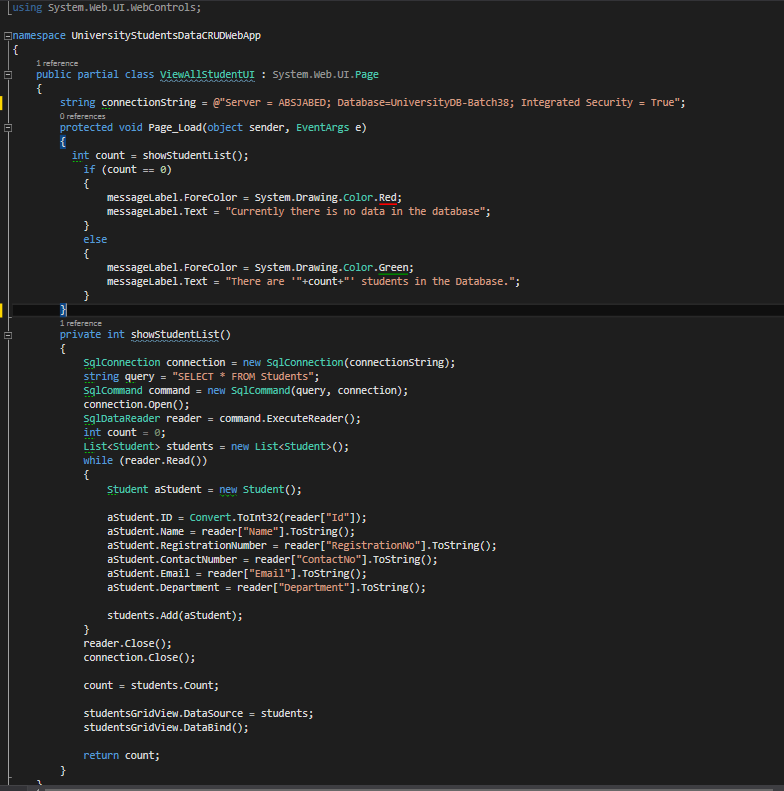 using System.Web.UI.WebControls;
namespace UniversityStudentsDataCRUDWebApp
{
1 reference
public partial class ViewAllStudentUI : System.Web.UI.Page
{
string connectionString = @"Server = ABSJABED; Database=UniversityDB-Batch38; Integrated Security = True";
0 references
protected void Page_Load(object sender, EventArgs e)
{
int count = showStudentList();
if (count == 0)
{
messageLabel.ForeColor = System.Drawing.Color.Red;
messageLabel.Text = "Currently there is no data in the database";
}
else
{
messageLabel.ForeColor = System.Drawing.Color.Green;
messageLabel.Text = "There are '"+count+"' students in the Database.";
}
}
1 reference
private int showStudentList()
{
SqlConnection connection = new SqlConnection(connectionString);
string query = "SELECT * FROM Students";
SqlCommand command = new SqlCommand(query, connection);
connection.Open();
SqlDataReader reader = command.ExecuteReader();
int count = 0;
List<Student> students = new List<Student>();
while (reader.Read())
{
Student aStudent = new Student();
aStudent.ID = Convert.ToInt32(reader["Id"]);
aStudent.Name = reader["Name"].ToString();
aStudent.RegistrationNumber = reader["RegistrationNo"].ToString();
aStudent.ContactNumber = reader["ContactNo"].ToString();
aStudent.Email = reader["Email"].ToString();
aStudent.Department = reader["Department"].ToString();
students.Add(aStudent);
}
reader.Close();
connection.Close();
count = students.Count;
studentsGridView.DataSource = students;
studentsGridView.DataBind();
return count;
}
}